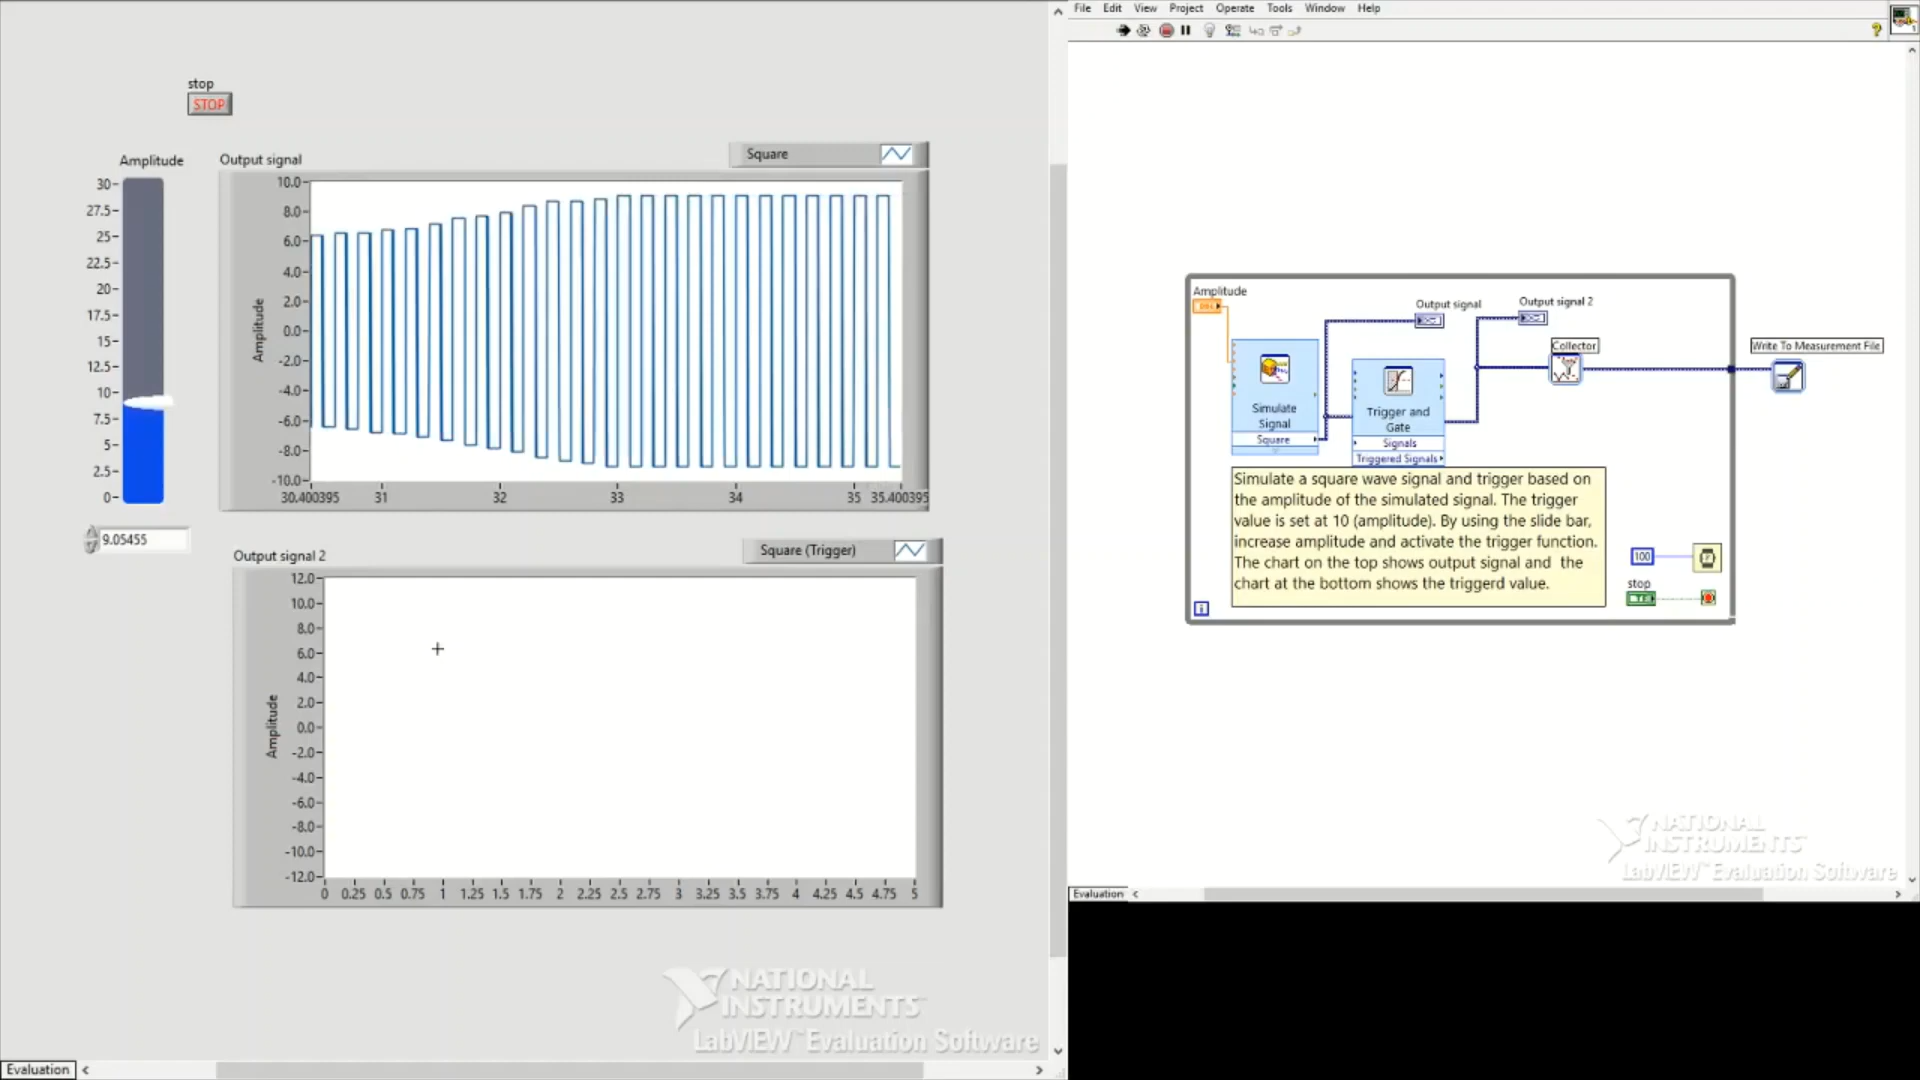 File Edit View Project Operate Tools Window Help
stop
STOP
Amplitude
30
27.5
25
22.5
20
17.5
15
12.5
10
7.5
5
2.5
0
9.05455
Output signal
Square
10.0
8.0
6.0
4.0
2.0
0.0
-2.0
-4.0
-6.0
-8.0
-10.0
Amplitude
30.400395 31 32 33 34 35 35.400395
Output signal 2
Square (Trigger)
12.0
10.0
8.0
6.0
4.0
2.0
0.0
-2.0
-4.0
-6.0
-8.0
-10.0
-12.0
Amplitude
0 0.25 0.5 0.75 1 1.25 1.5 1.75 2 2.25 2.5 2.75 3 3.25 3.5 3.75 4 4.25 4.5 4.75 5
NATIONAL
INSTRUMENTS™
LabVIEW™ Evaluation Software
Evaluation
Amplitude
Output signal
Output signal 2
Collector
Write To Measurement File
Simulate
Signal
Square
Trigger and
Gate
Signals
Triggered Signals
Simulate a square wave signal and trigger based on
the amplitude of the simulated signal. The trigger
value is set at 10 (amplitude). By using the slide bar,
increase amplitude and activate the trigger function.
The chart on the top shows output signal and the
chart at the bottom shows the triggerd value.
100
stop
i
NATIONAL
INSTRUMENTS™
LabVIEW™ Evaluation Software
Evaluation